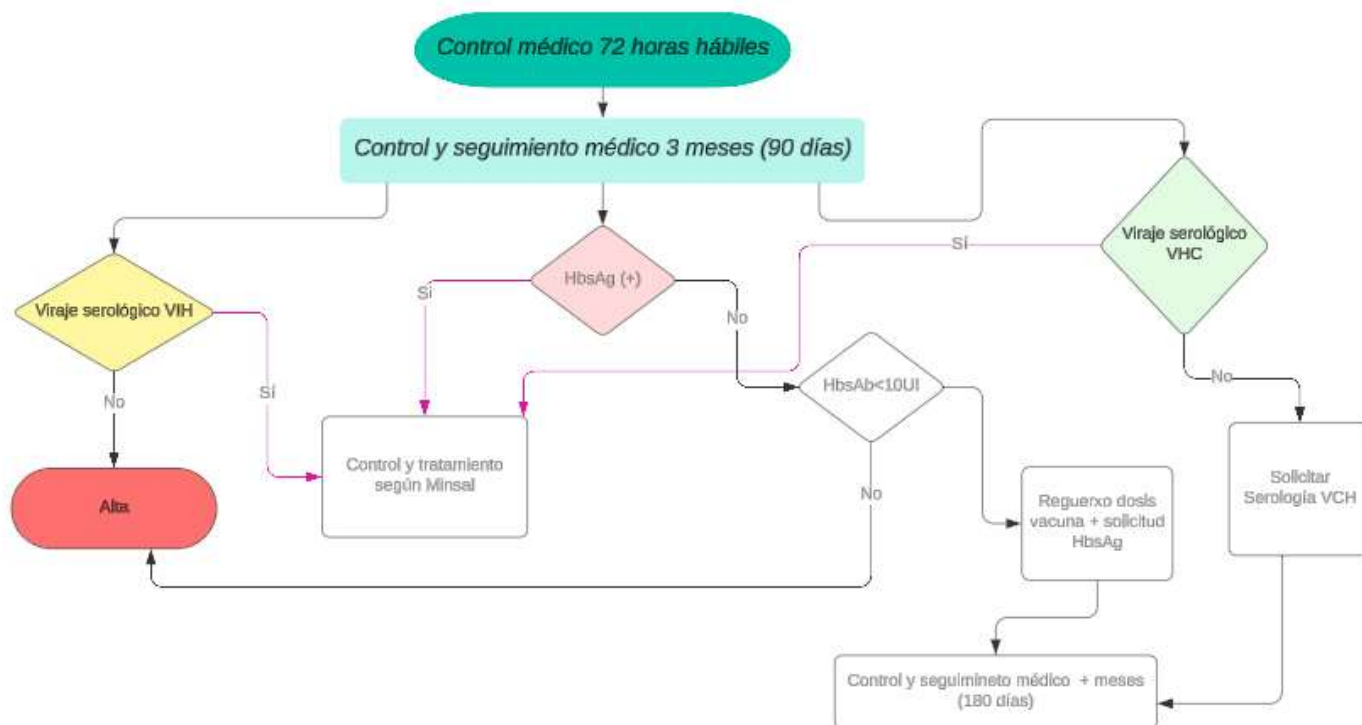 Control médico 72 horas hábiles
Control y seguimiento médico 3 meses (90 días)
Viraje serológico
VHC
Sí
HbsAg (+)
Sí
No
Viraje serológico VIH
Sí
No
HbsAb<10UI
No
No
Control y tratamiento
según Minsal
Alta
Reguerxo dosis
vacuna + solicitud
HbsAg
Solicitar
Serología VCH
Control y seguimineto médico + meses
(180 días)